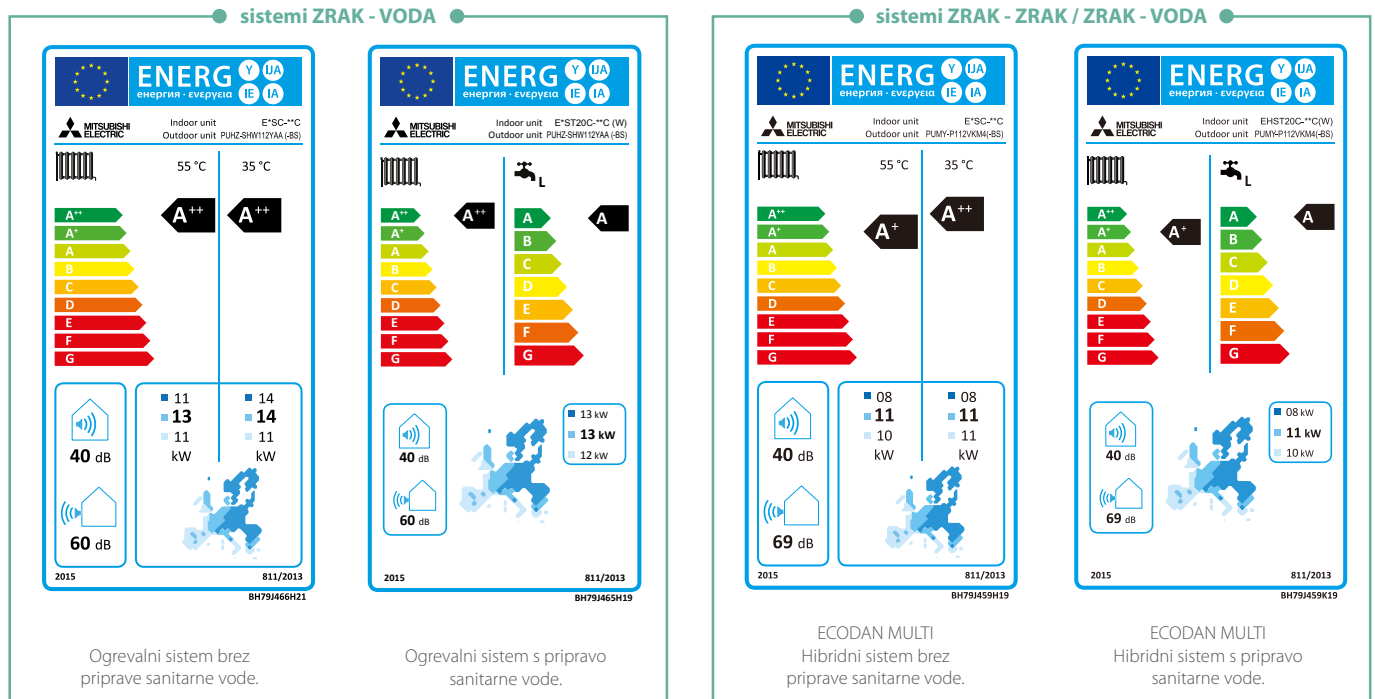 sistemi ZRAK - VODA
ENERG Y IJA IE IA
енергия · ενεργεια
MITSUBISHI ELECTRIC
Indoor unit E*SC-**C
Outdoor unit PUHZ-SHW112YAA (-BS)
55 °C 35 °C
A++
A+
A
B
C
D
E
F
G
A++ A++
40 dB
60 dB
11 14
13 14
11 11
kW kW
2015 811/2013
BH79J466H21
Ogrevalni sistem brez
priprave sanitarne vode.
ENERG Y IJA IE IA
енергия · ενεργεια
MITSUBISHI ELECTRIC
Indoor unit E*ST20C-**C (W)
Outdoor unit PUHZ-SHW112YAA (-BS)
L
A++
A+
A
B
C
D
E
F
G
A++
A
B
C
D
E
F
G
A
40 dB
60 dB
13 kW
13 kW
12 kW
2015 811/2013
BH79J465H19
Ogrevalni sistem s pripravo
sanitarne vode.
sistemi ZRAK - ZRAK / ZRAK - VODA
ENERG Y IJA IE IA
енергия · ενεργεια
MITSUBISHI ELECTRIC
Indoor unit E*SC-**C
Outdoor unit PUMY-P112VKM4(-BS)
55 °C 35 °C
A++
A+
A
B
C
D
E
F
G
A+ A++
40 dB
69 dB
08 08
11 11
10 11
kW kW
2015 811/2013
BH79J459H19
ECODAN MULTI
Hibridni sistem brez
priprave sanitarne vode.
ENERG Y IJA IE IA
енергия · ενεργεια
MITSUBISHI ELECTRIC
Indoor unit EHST20C-**C(W)
Outdoor unit PUMY-P112VKM4(-BS)
L
A++
A+
A
B
C
D
E
F
G
A+
A
B
C
D
E
F
G
A
40 dB
69 dB
08 kW
11 kW
10 kW
2015 811/2013
BH79J459K19
ECODAN MULTI
Hibridni sistem s pripravo
sanitarne vode.